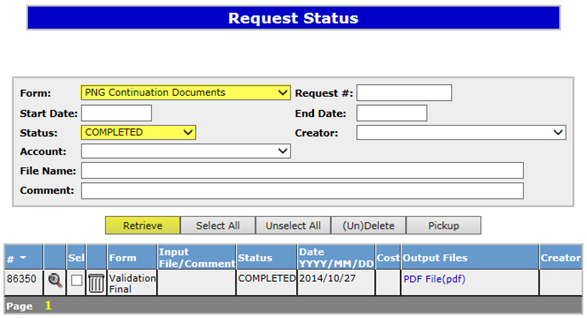 Request Status
Form: PNG Continuation Documents Request #:
Start Date: End Date:
Status: COMPLETED Creator:
Account:
File Name:
Comment:
Retrieve Select All Unselect All (Un)Delete Pickup
# Sel Form Input File/Comment Status Date YYYY/MM/DD Cost Output Files Creator
86350 Validation Final COMPLETED 2014/10/27 PDF File(pdf)
Page 1